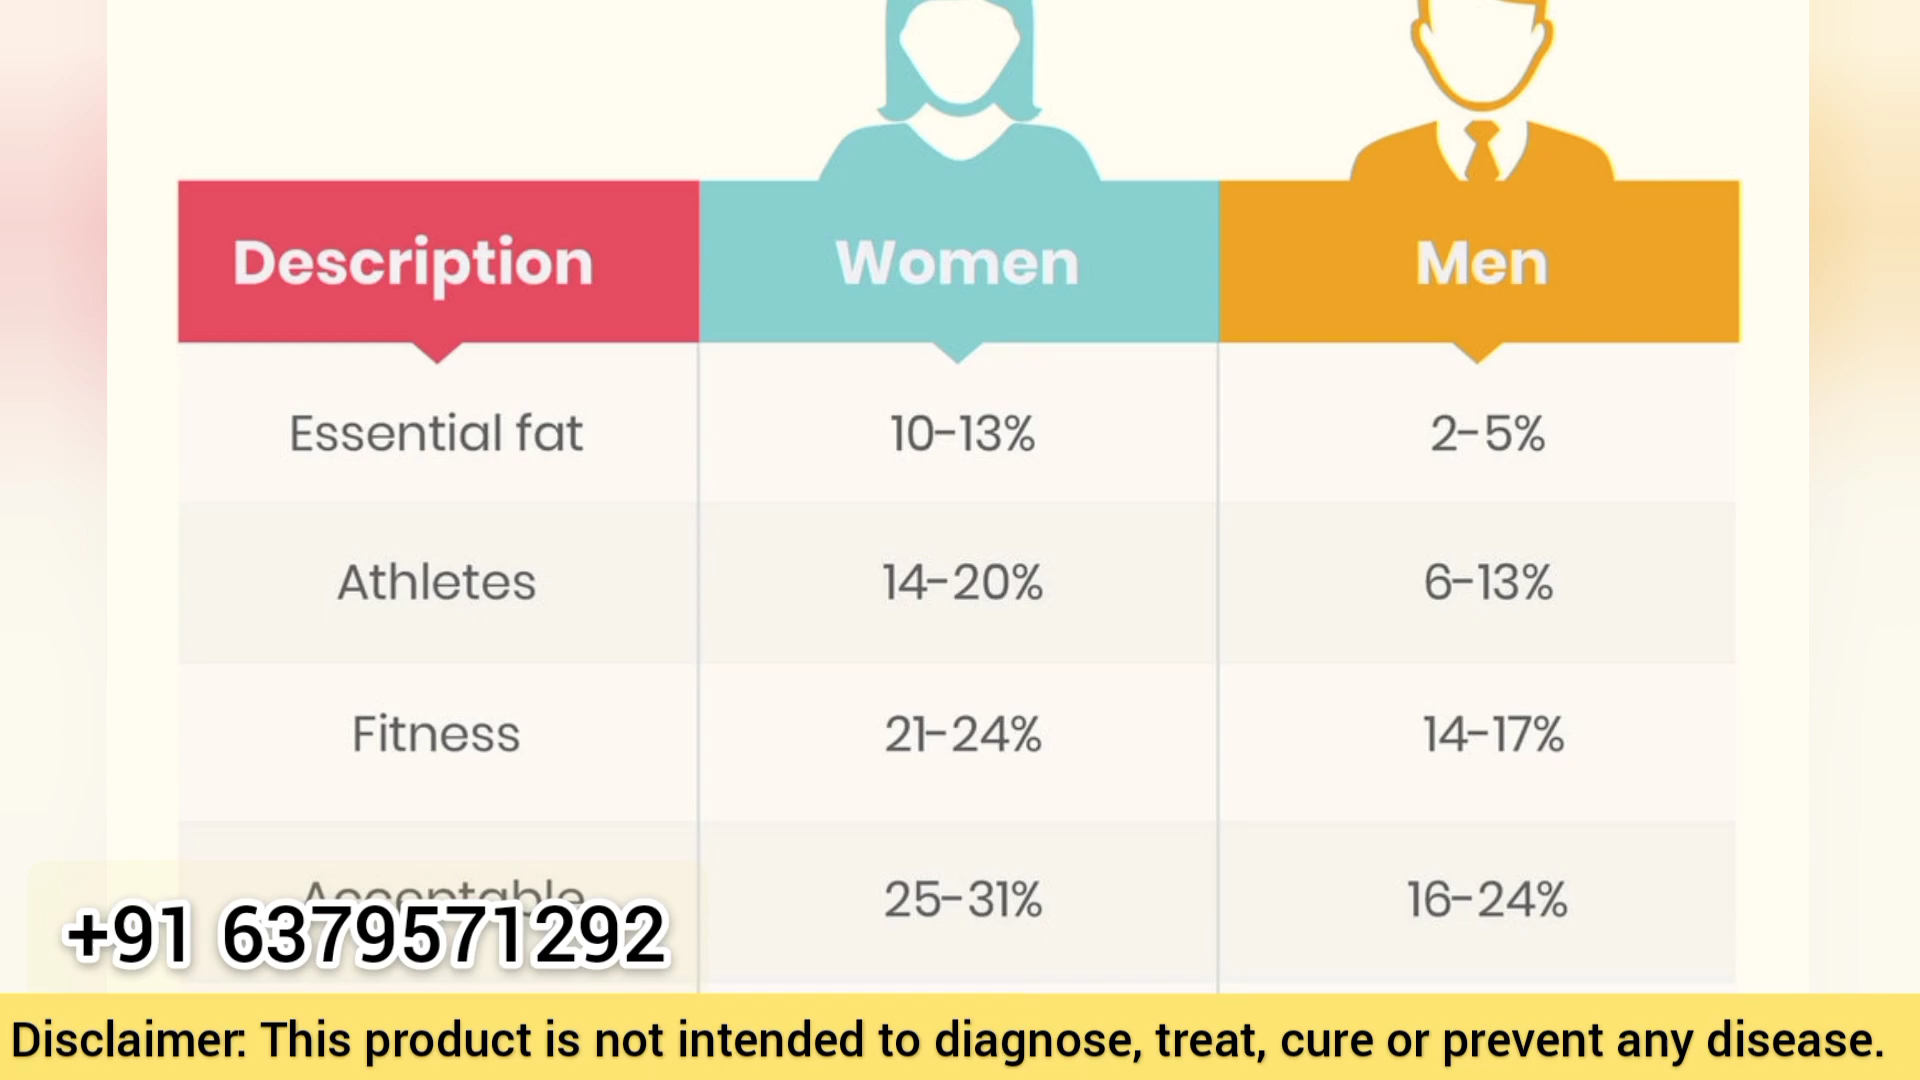 Description Women Men
Essential fat 10-13% 2-5%
Athletes 14-20% 6-13%
Fitness 21-24% 14-17%
Acceptable 25-31% 16-24%
+91 6379571292
Disclaimer: This product is not intended to diagnose, treat, cure or prevent any disease.